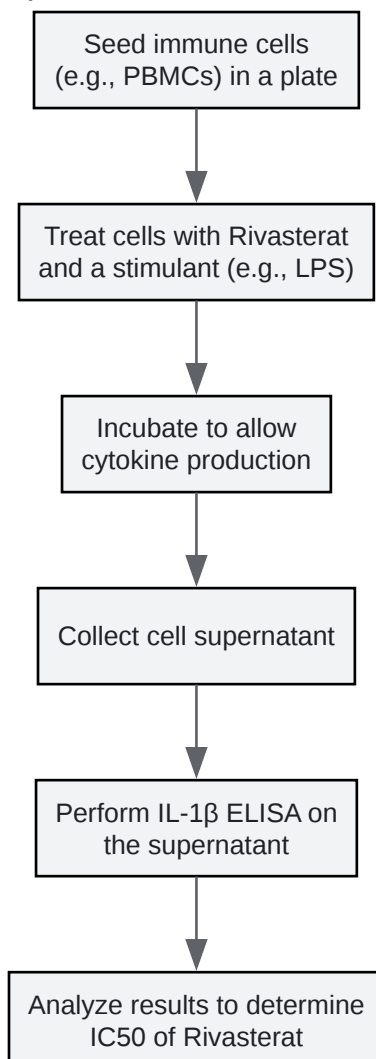 Seed immune cells
(e.g., PBMCs) in a plate
Treat cells with Rivasterat
and a stimulant (e.g., LPS)
Incubate to allow
cytokine production
Collect cell supernatant
Perform IL-1β ELISA on
the supernatant
Analyze results to determine
IC50 of Rivasterat